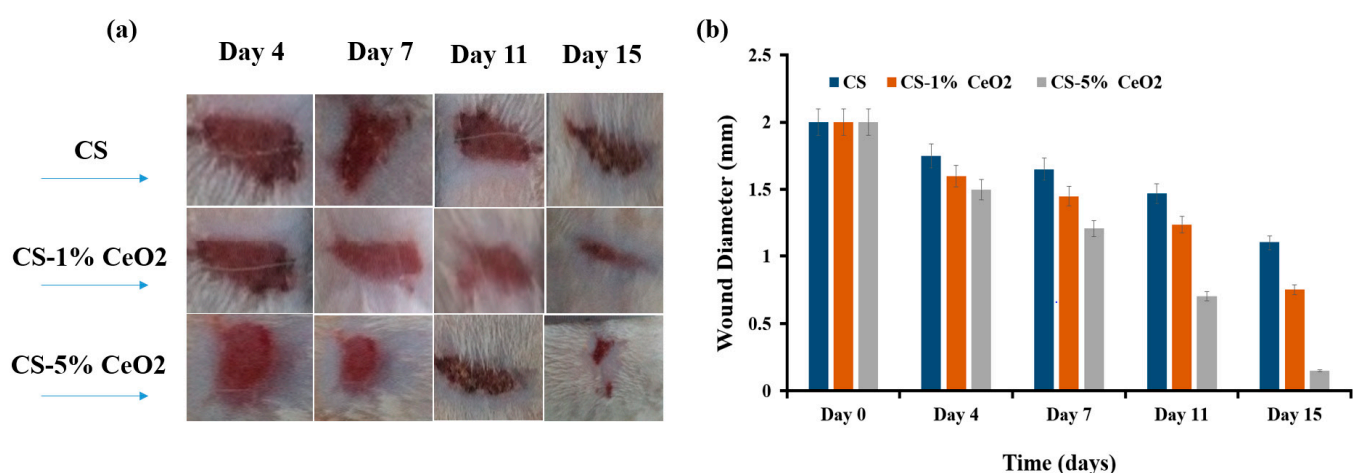 (a)
Day 4 Day 7 Day 11 Day 15
CS
CS-1% CeO2
CS-5% CeO2
(b)
Wound Diameter (mm)
2.5
2
1.5
1
0.5
0
CS CS-1% CeO2 CS-5% CeO2
Day 0 Day 4 Day 7 Day 11 Day 15
Time (days)